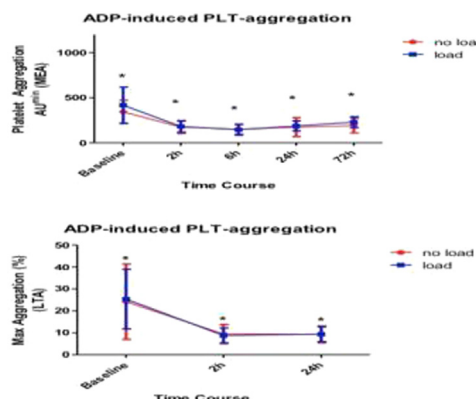 ADP-induced PLT-aggregation
no load
load
Platelet Aggregation
AU*min (MEA)
1000
500
0
* * * * *
Baseline 2h 6h 24h 72h
Time Course
ADP-induced PLT-aggregation
no load
load
Max Aggregation (%)
(LTA)
50
40
30
20
10
0
* * *
Baseline 2h 24h
Time Course